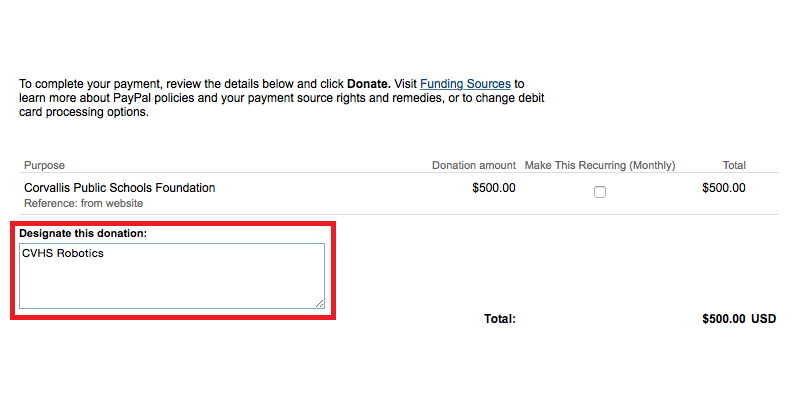 To complete your payment, review the details below and click Donate. Visit Funding Sources to
learn more about PayPal policies and your payment source rights and remedies, or to change debit
card processing options.
Purpose Donation amount Make This Recurring (Monthly) Total
Corvallis Public Schools Foundation $500.00 $500.00
Reference: from website
Designate this donation:
CVHS Robotics
Total: $500.00 USD